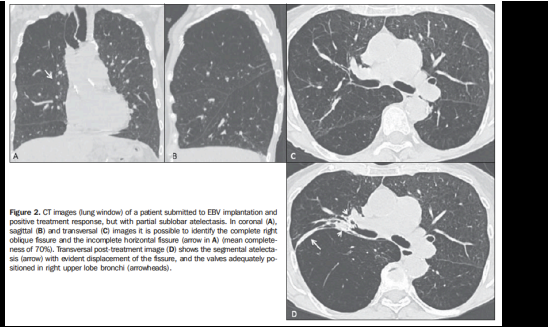 A
B
C
Figure 2. CT images (lung window) of a patient submitted to EBV implantation and
positive treatment response, but with partial sublobar atelectasis. In coronal (A),
sagittal (B) and transversal (C) images it is possible to identify the complete right
oblique fissure and the incomplete horizontal fissure (arrow in A) (mean complete-
ness of 70%). Transversal post-treatment image (D) shows the segmental atelecta-
sis (arrow) with evident displacement of the fissure, and the valves adequately po-
sitioned in right upper lobe bronchi (arrowheads).
D